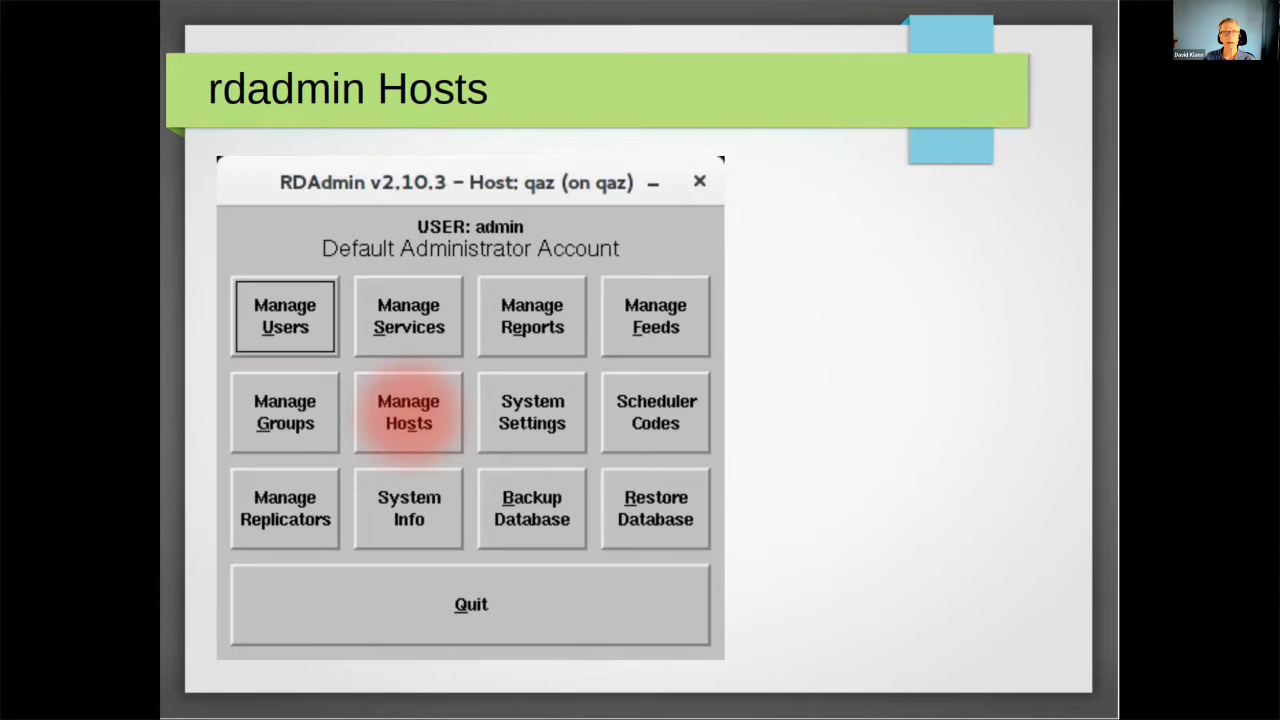 rdadmin Hosts
David Klann
RDAdmin v2.10.3 – Host: qaz (on qaz)
USER: admin
Default Administrator Account
Manage
Users
Manage
Services
Manage
Reports
Manage
Feeds
Manage
Groups
Manage
Hosts
System
Settings
Scheduler
Codes
Manage
Replicators
System
Info
Backup
Database
Restore
Database
Quit